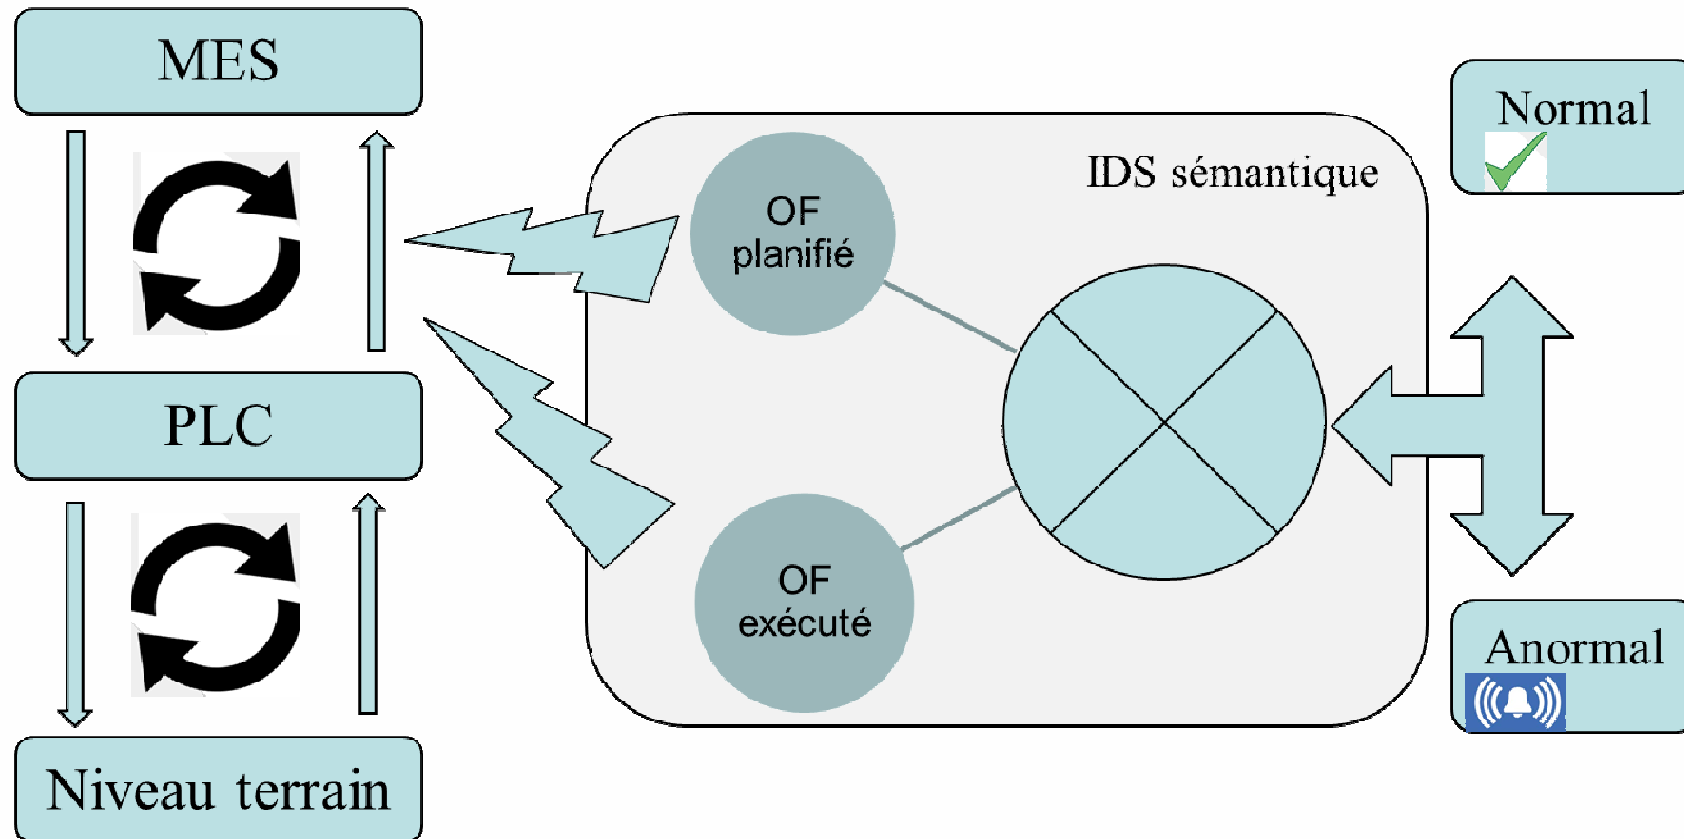 MES
PLC
Niveau terrain
IDS sémantique
OF
planifié
OF
exécuté
Normal
Anormal